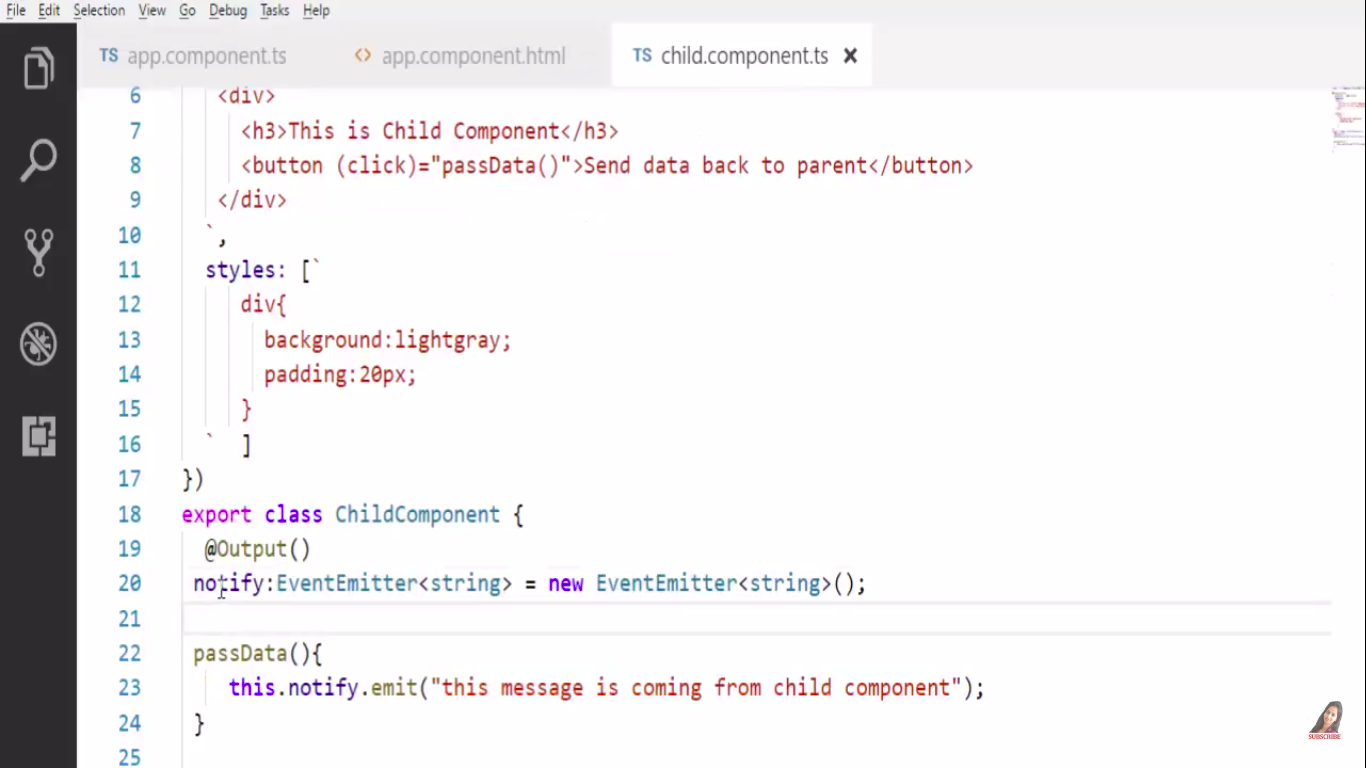 File Edit Selection View Go Debug Tasks Help
TS app.component.ts <> app.component.html TS child.component.ts ×
6 <div>
7 <h3>This is Child Component</h3>
8 <button (click)="passData()">Send data back to parent</button>
9 </div>
10 `,
11 styles: [`
12 div{
13 background:lightgray;
14 padding:20px;
15 }
16 ` ]
17 })
18 export class ChildComponent {
19 @Output()
20 notify:EventEmitter<string> = new EventEmitter<string>();
21
22 passData(){
23 this.notify.emit("this message is coming from child component");
24 }
25
SUBSCRIBE